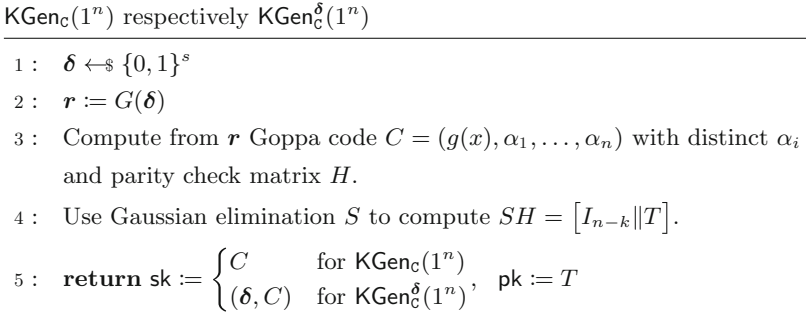 KGen_C(1^n) respectively KGen_C^δ(1^n)
1 : δ ←$ {0, 1}^s
2 : r := G(δ)
3 : Compute from r Goppa code C = (g(x), α_1, . . . , α_n) with distinct α_i
and parity check matrix H.
4 : Use Gaussian elimination S to compute SH = [I_{n−k}‖T].
5 : return sk := { C for KGen_C(1^n)
(δ, C) for KGen_C^δ(1^n) , pk := T